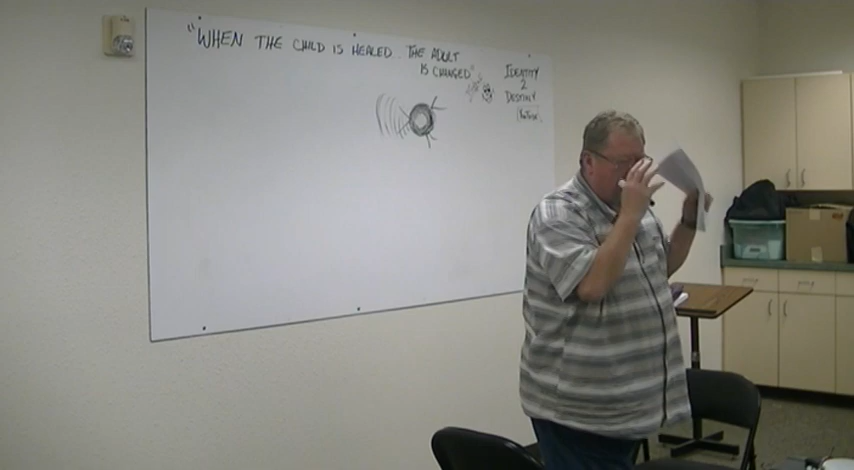 "WHEN THE CHILD IS HEALED THE ADULT
IS CHANGED"
IDENTITY
2
DESTINY